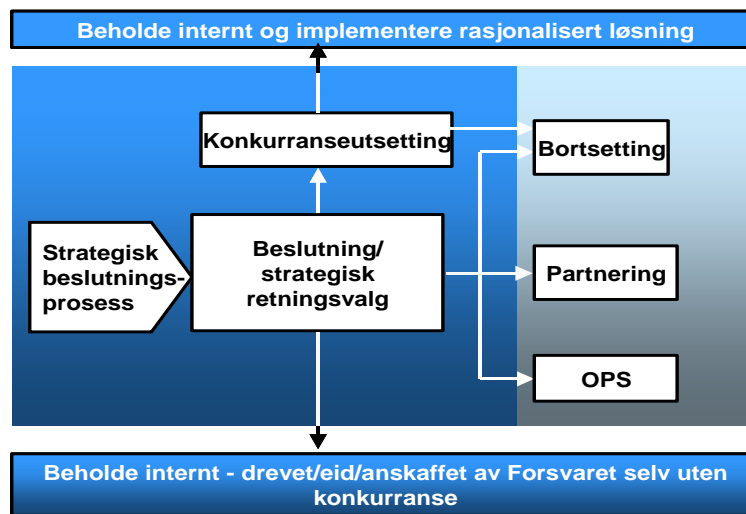 Beholde internt og implementere rasjonalisert løsning
Konkurranseutsetting
Bortsetting
Strategisk
beslutnings-
prosess
Beslutning/
strategisk
retningsvalg
Partnering
OPS
Beholde internt - drevet/eid/anskaffet av Forsvaret selv uten
konkurranse